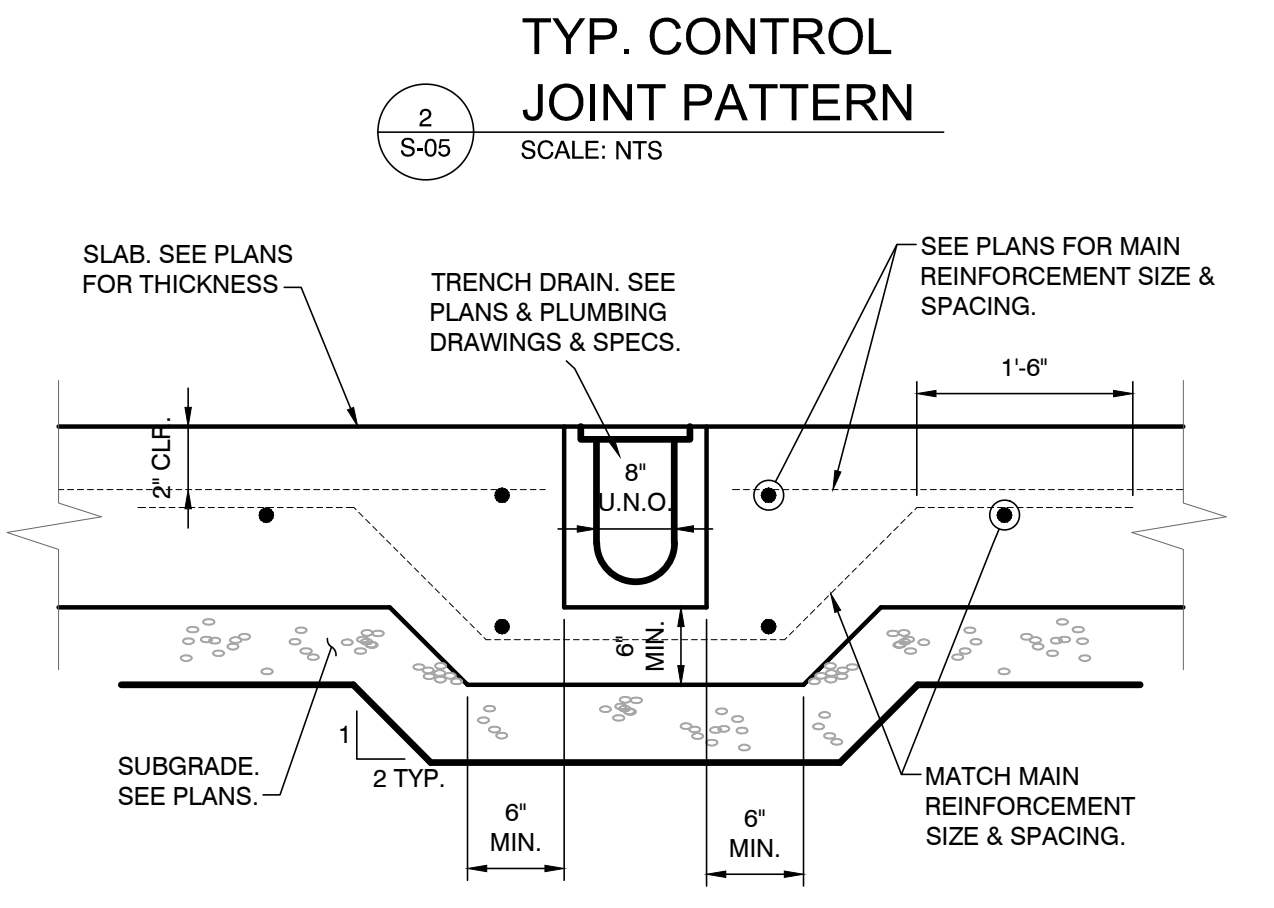 TYP. CONTROL
JOINT PATTERN
2
S-05
SCALE: NTS
SLAB. SEE PLANS
FOR THICKNESS
TRENCH DRAIN. SEE
PLANS & PLUMBING
DRAWINGS & SPECS.
SEE PLANS FOR MAIN
REINFORCEMENT SIZE &
SPACING.
1'-6"
2" CLR.
8"
U.N.O.
6"
MIN.
1
2 TYP.
SUBGRADE.
SEE PLANS.
6"
MIN.
6"
MIN.
MATCH MAIN
REINFORCEMENT
SIZE & SPACING.